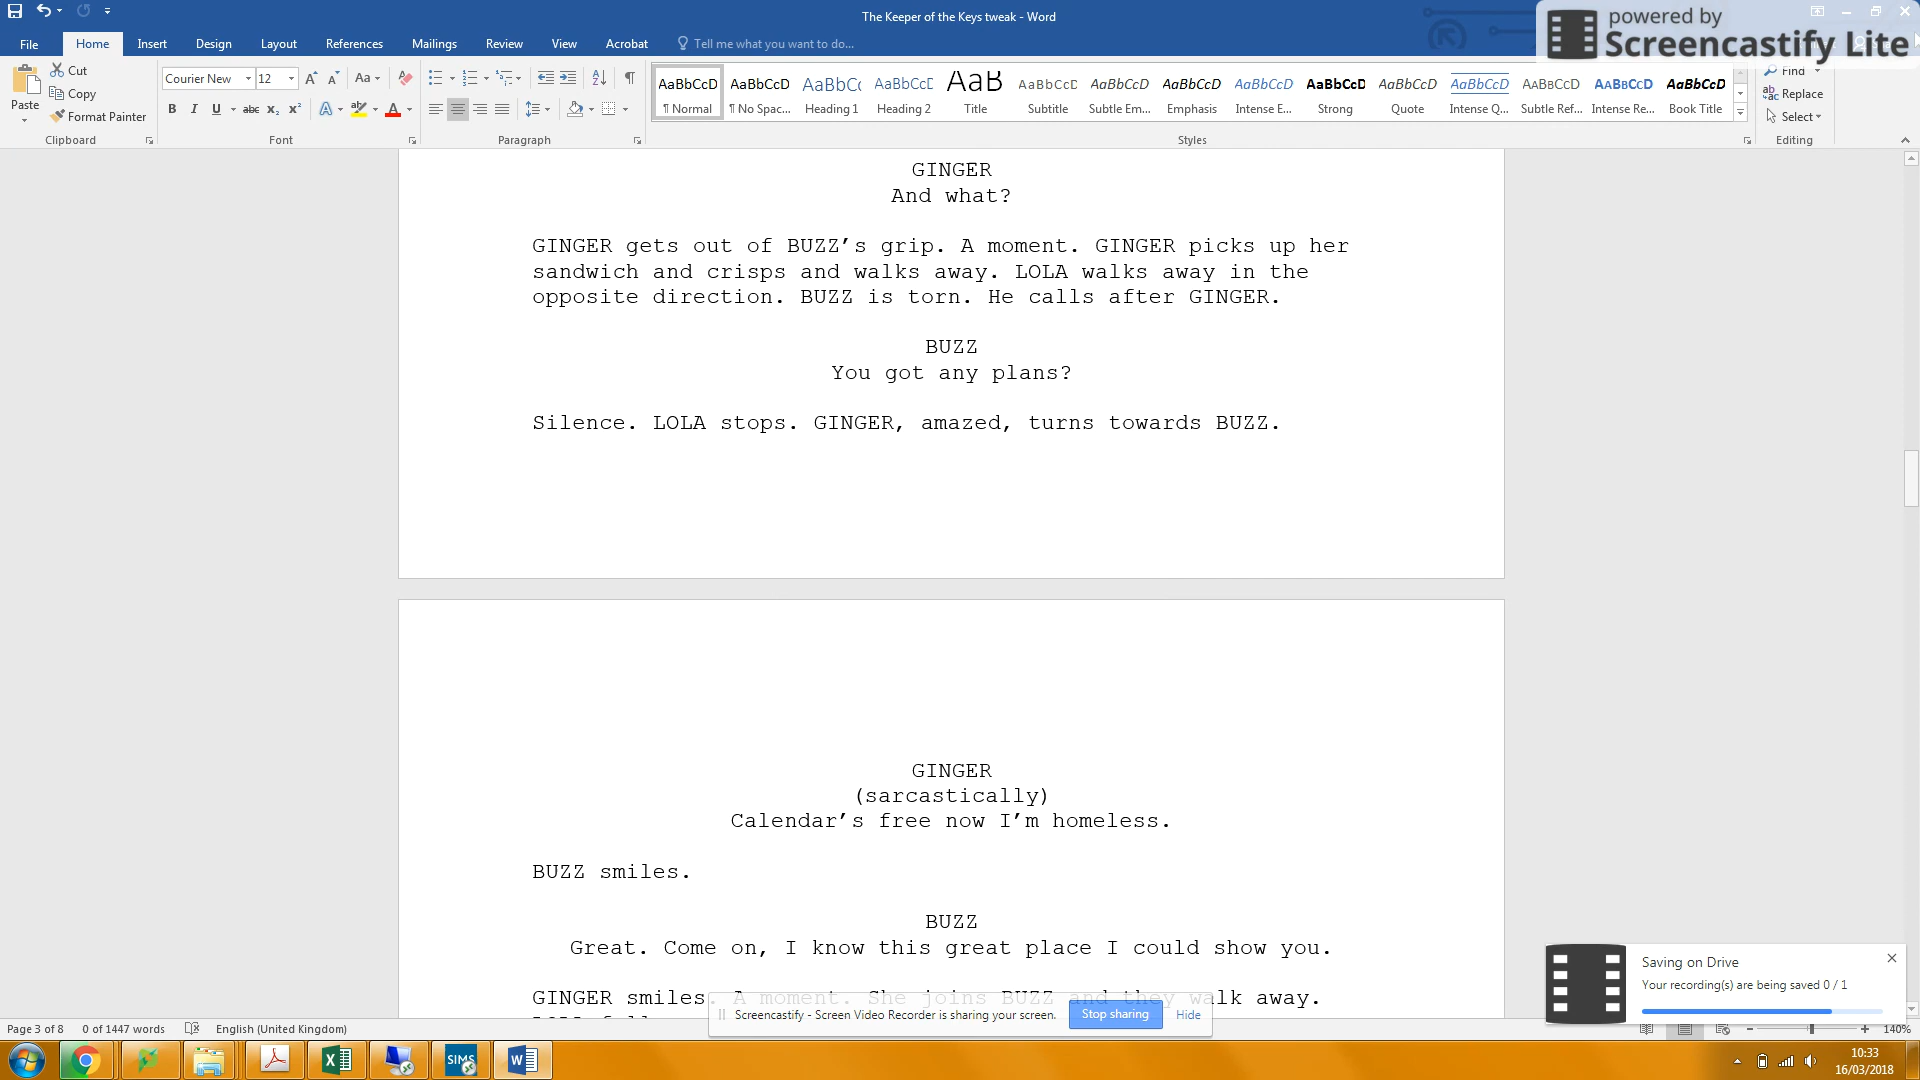 The Keeper of the Keys tweak - Word
powered by
Screencastify Lite
File Home Insert Design Layout References Mailings Review View Acrobat Tell me what you want to do...
Paste
Cut
Copy
Format Painter
Clipboard
Courier New 12
Font
Paragraph
AaBbCcD AaBbCcD AaBbCc AaBbCcD AaB AaBbCcD AaBbCcD AaBbCcD AaBbCcD AaBbCcD AaBbCcD AaBbCcD AaBbCcD AaBbCcD AaBbCcD
¶ Normal ¶ No Spac... Heading 1 Heading 2 Title Subtitle Subtle Em... Emphasis Intense E... Strong Quote Intense Q... Subtle Ref... Intense Re... Book Title
Styles
Find
Replace
Select
Editing
GINGER
And what?
GINGER gets out of BUZZ’s grip. A moment. GINGER picks up her
sandwich and crisps and walks away. LOLA walks away in the
opposite direction. BUZZ is torn. He calls after GINGER.
BUZZ
You got any plans?
Silence. LOLA stops. GINGER, amazed, turns towards BUZZ.
GINGER
(sarcastically)
Calendar’s free now I’m homeless.
BUZZ smiles.
BUZZ
Great. Come on, I know this great place I could show you.
GINGER smiles. A moment. She joins BUZZ and they walk away.
Saving on Drive
Your recording(s) are being saved 0 / 1
Screencastify - Screen Video Recorder is sharing your screen. Stop sharing Hide
Page 3 of 8 0 of 1447 words English (United Kingdom) 140%
SIMS
10:33
16/03/2018